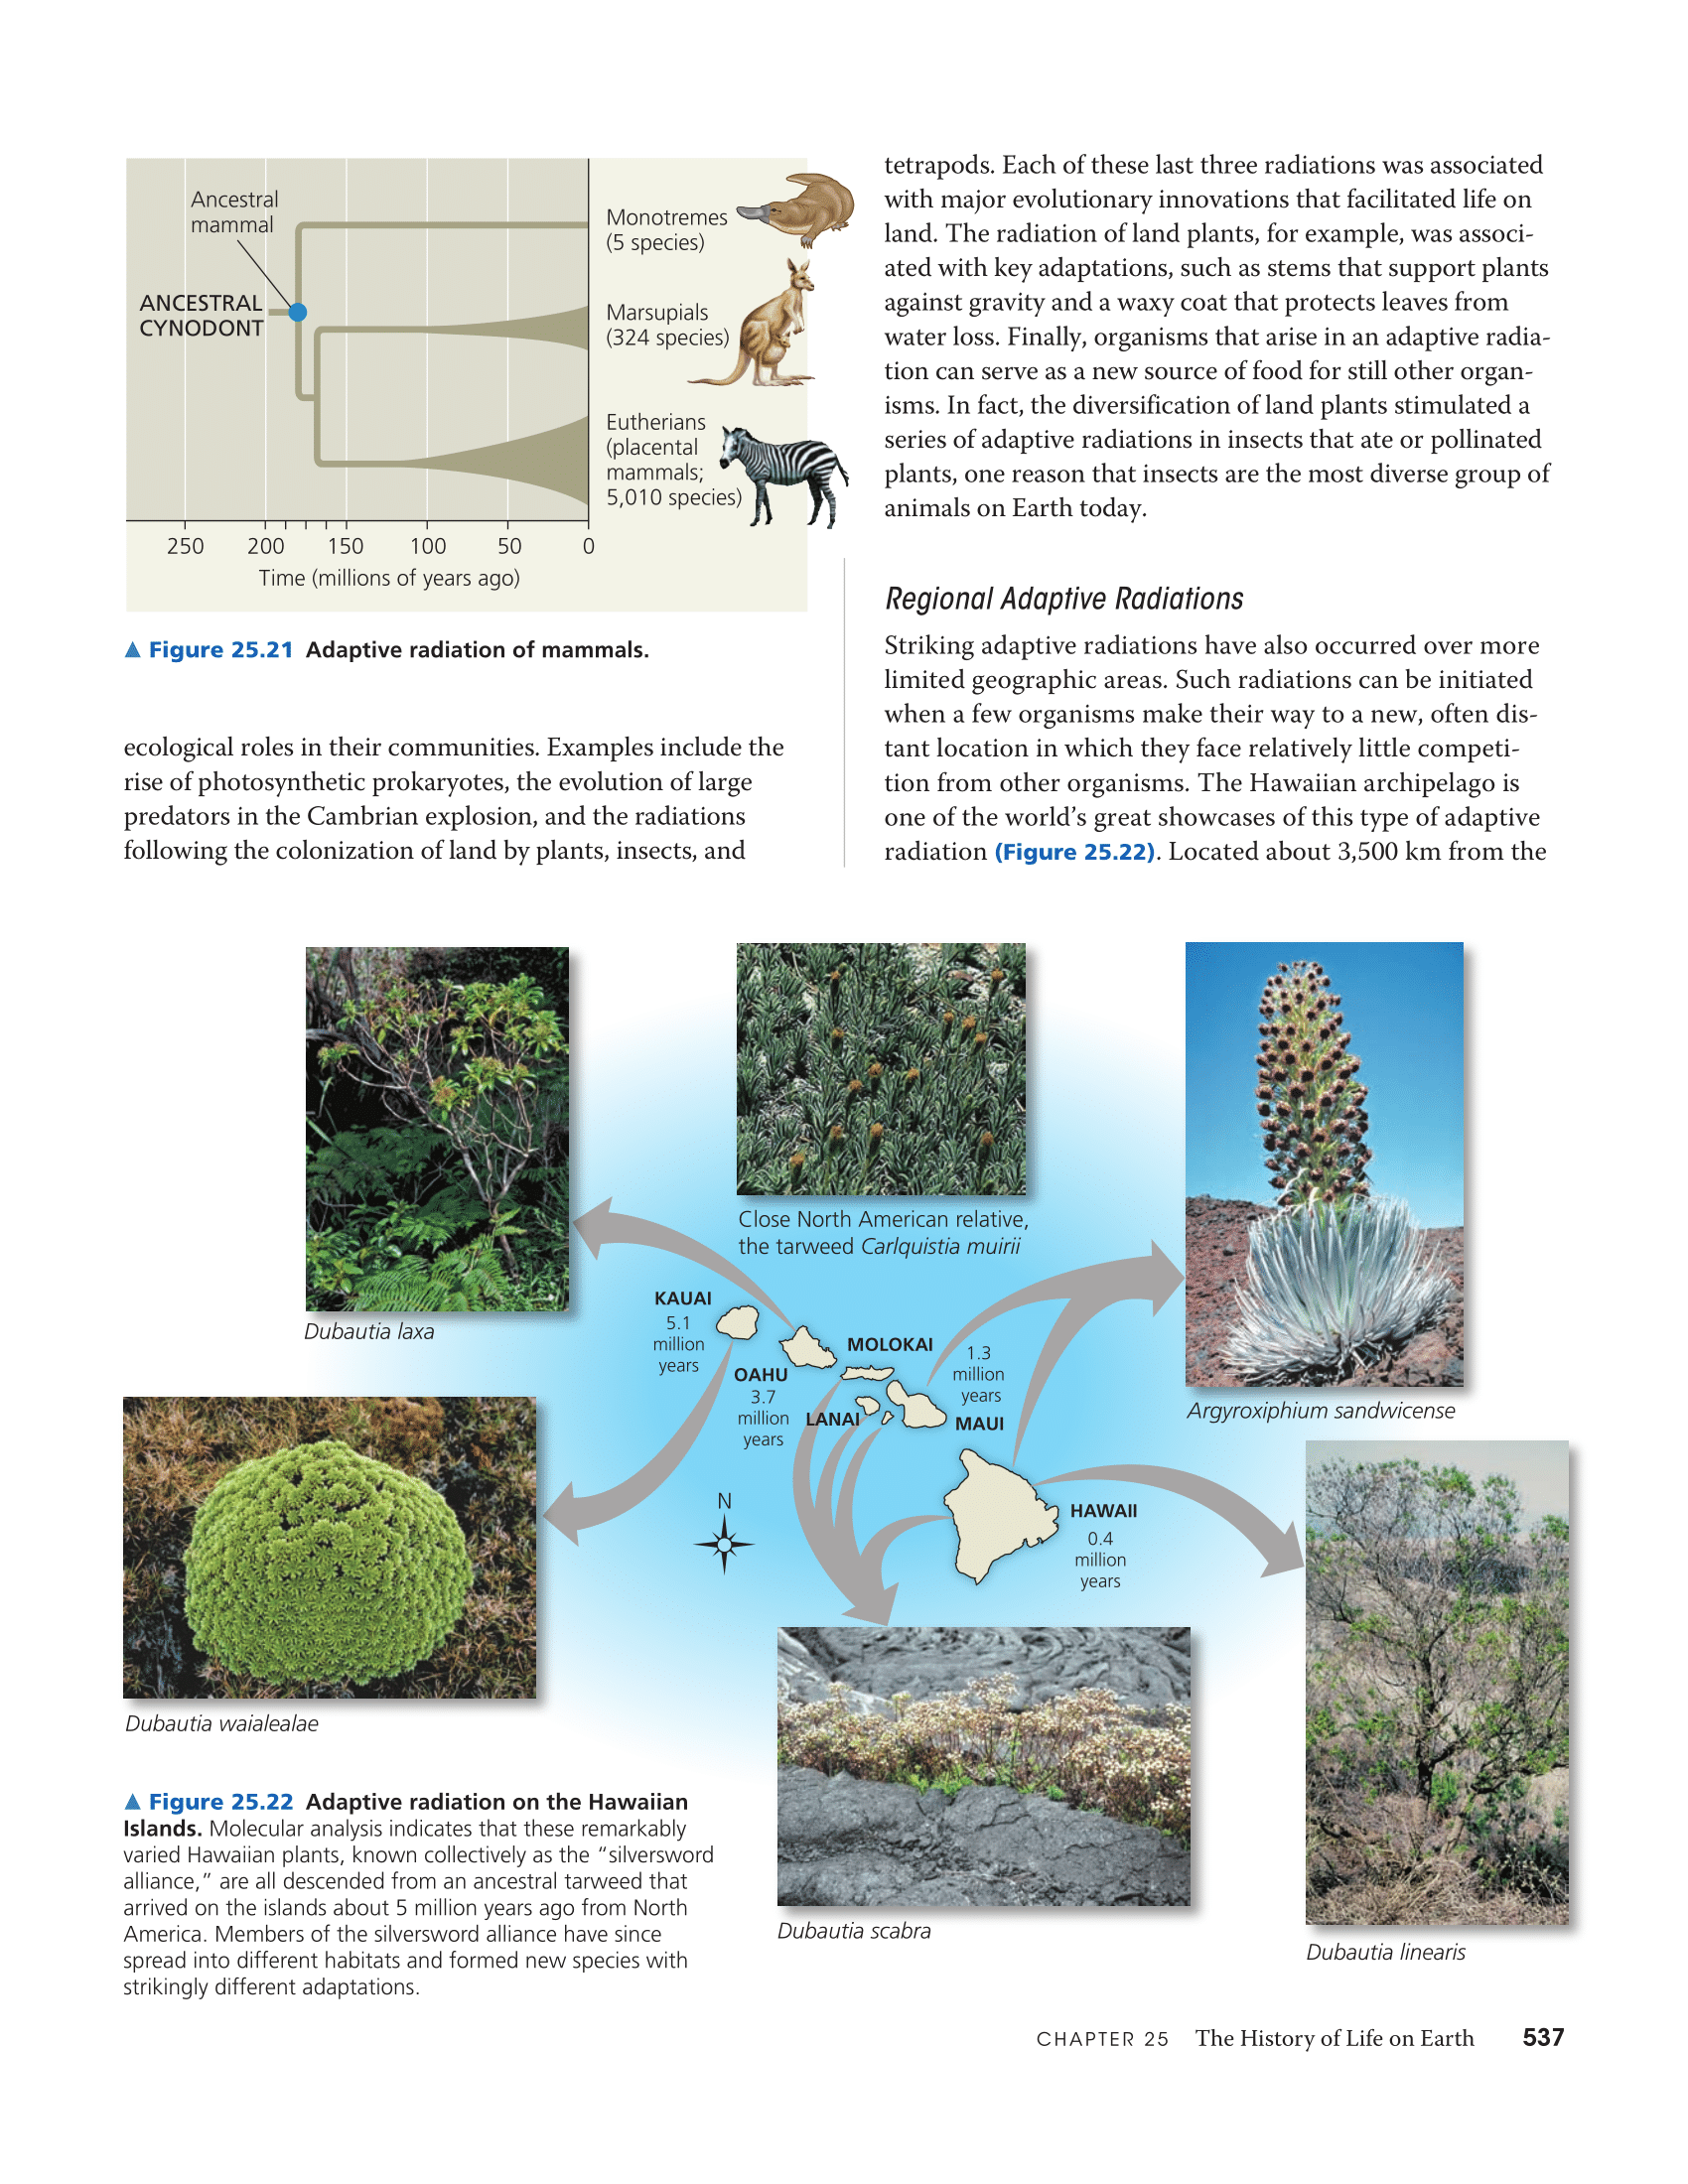 Ancestral
mammal
ANCESTRAL
CYNODONT
Monotremes
(5 species)
Marsupials
(324 species)
Eutherians
(placental
mammals;
5,010 species)
250 200 150 100 50 0
Time (millions of years ago)
▲ Figure 25.21 Adaptive radiation of mammals.
ecological roles in their communities. Examples include the
rise of photosynthetic prokaryotes, the evolution of large
predators in the Cambrian explosion, and the radiations
following the colonization of land by plants, insects, and
tetrapods. Each of these last three radiations was associated
with major evolutionary innovations that facilitated life on
land. The radiation of land plants, for example, was associ-
ated with key adaptations, such as stems that support plants
against gravity and a waxy coat that protects leaves from
water loss. Finally, organisms that arise in an adaptive radia-
tion can serve as a new source of food for still other organ-
isms. In fact, the diversification of land plants stimulated a
series of adaptive radiations in insects that ate or pollinated
plants, one reason that insects are the most diverse group of
animals on Earth today.
Regional Adaptive Radiations
Striking adaptive radiations have also occurred over more
limited geographic areas. Such radiations can be initiated
when a few organisms make their way to a new, often dis-
tant location in which they face relatively little competi-
tion from other organisms. The Hawaiian archipelago is
one of the world's great showcases of this type of adaptive
radiation (Figure 25.22). Located about 3,500 km from the
Close North American relative,
the tarweed Carlquistia muirii
Dubautia laxa
KAUAI
5.1
million
years
OAHU
3.7
million
years
MOLOKAI
LANAI
1.3
million
years
MAUI
Argyroxiphium sandwicense
N
HAWAII
0.4
million
years
Dubautia waialealae
Dubautia scabra
Dubautia linearis
▲ Figure 25.22 Adaptive radiation on the Hawaiian
Islands. Molecular analysis indicates that these remarkably
varied Hawaiian plants, known collectively as the "silversword
alliance," are all descended from an ancestral tarweed that
arrived on the islands about 5 million years ago from North
America. Members of the silversword alliance have since
spread into different habitats and formed new species with
strikingly different adaptations.
CHAPTER 25 The History of Life on Earth 537